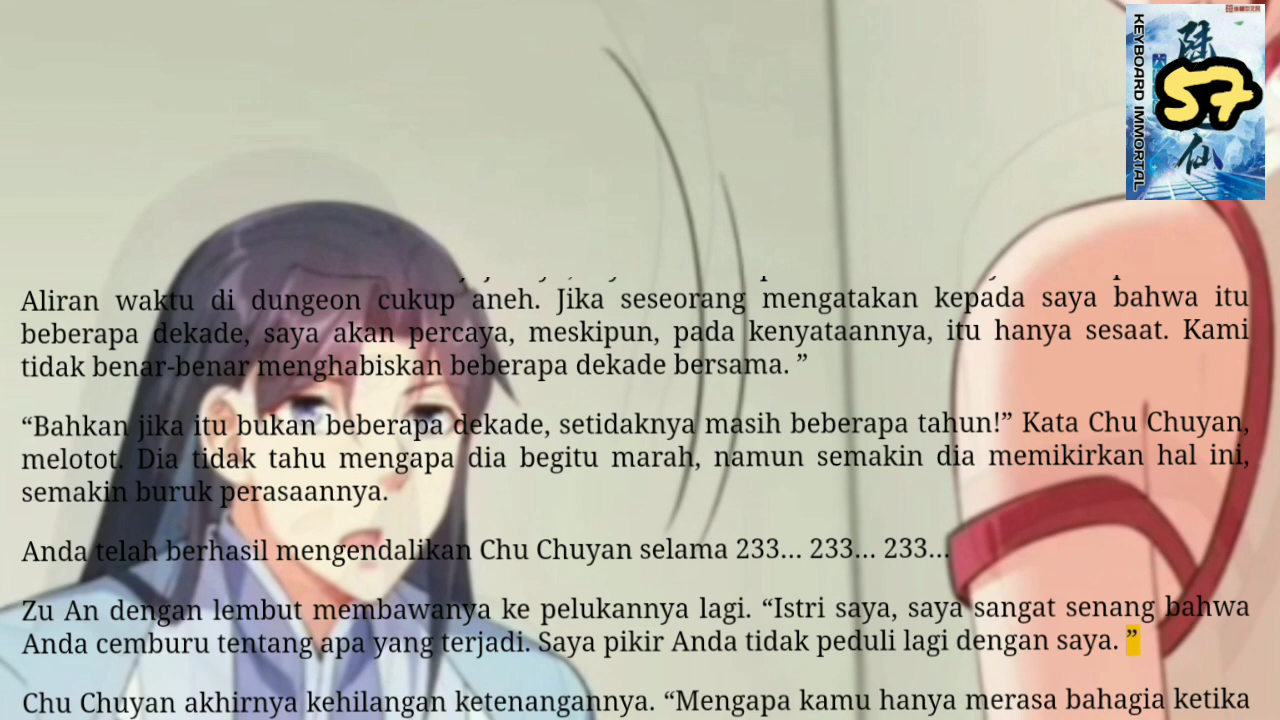 KEYBOARD IMMORTAL
57
仙
Aliran waktu di dungeon cukup aneh. Jika seseorang mengatakan kepada saya bahwa itu
beberapa dekade, saya akan percaya, meskipun, pada kenyataannya, itu hanya sesaat. Kami
tidak benar-benar menghabiskan beberapa dekade bersama. ”
“Bahkan jika itu bukan beberapa dekade, setidaknya masih beberapa tahun!” Kata Chu Chuyan,
melotot. Dia tidak tahu mengapa dia begitu marah, namun semakin dia memikirkan hal ini,
semakin buruk perasaannya.
Anda telah berhasil mengendalikan Chu Chuyan selama 233… 233… 233…
Zu An dengan lembut membawanya ke pelukannya lagi. “Istri saya, saya sangat senang bahwa
Anda cemburu tentang apa yang terjadi. Saya pikir Anda tidak peduli lagi dengan saya. ”
Chu Chuyan akhirnya kehilangan ketenangannya. “Mengapa kamu hanya merasa bahagia ketika